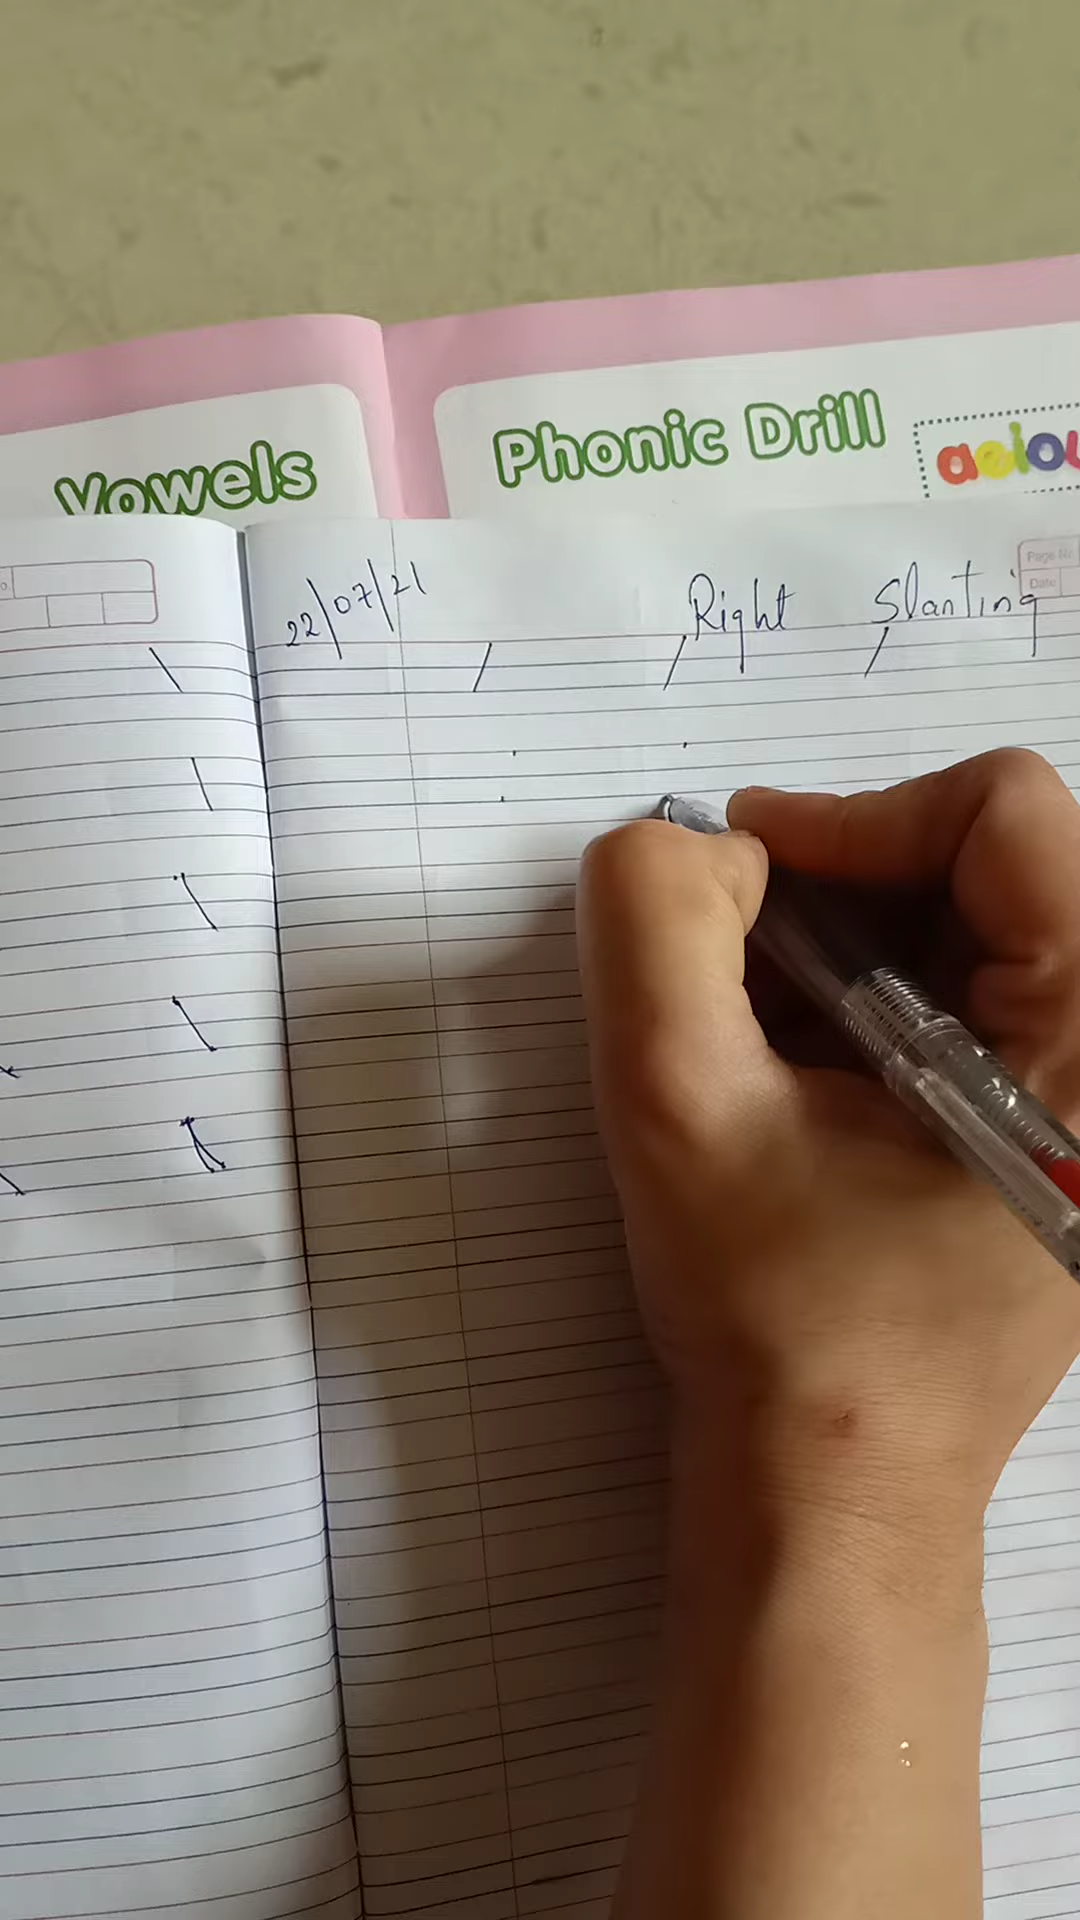 Vowels
Phonic Drill
aeiou
22/07/21
Right Slanting
Page No
Date